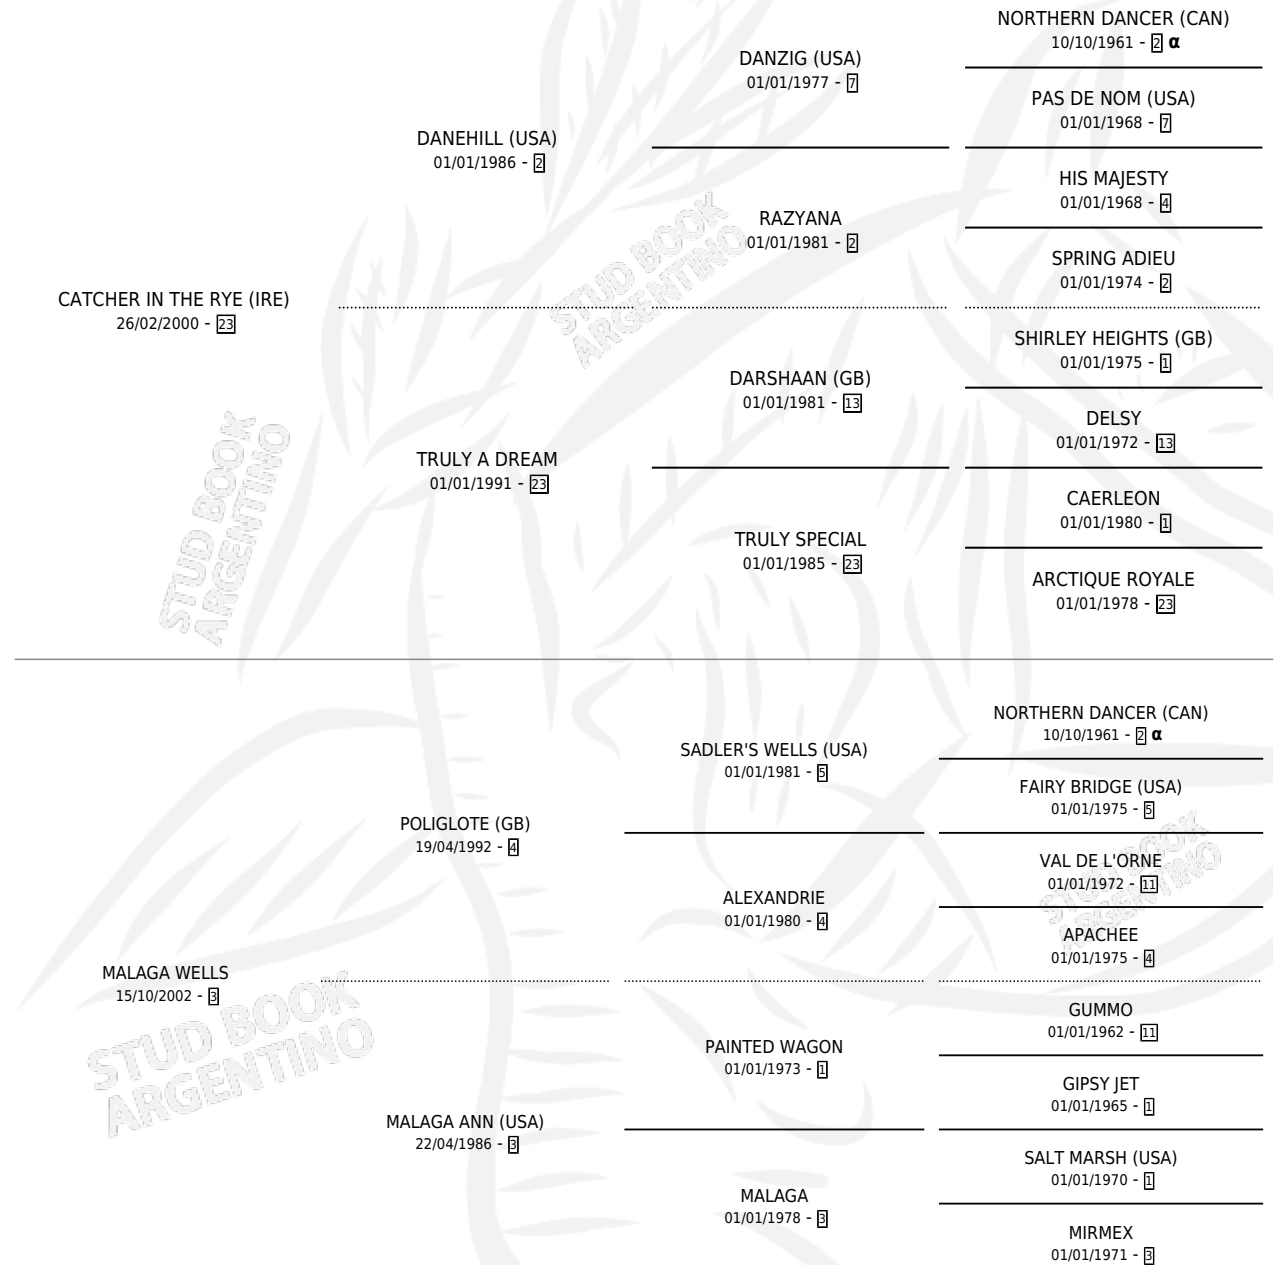 NORTHERN DANCER (CAN)
10/10/1961 - 2 α
DANZIG (USA)
01/01/1977 - 7
PAS DE NOM (USA)
01/01/1968 - 7
DANEHILL (USA)
01/01/1986 - 2
HIS MAJESTY
01/01/1968 - 4
RAZYANA
01/01/1981 - 2
SPRING ADIEU
01/01/1974 - 2
STUD BOOK
ARGENTINO
CATCHER IN THE RYE (IRE)
26/02/2000 - 23
SHIRLEY HEIGHTS (GB)
01/01/1975 - 1
DARSHAAN (GB)
01/01/1981 - 13
DELSY
01/01/1972 - 13
TRULY A DREAM
01/01/1991 - 23
CAERLEON
01/01/1980 - 1
TRULY SPECIAL
01/01/1985 - 23
ARCTIQUE ROYALE
01/01/1978 - 23
STUD BOOK
ARGENTINO
NORTHERN DANCER (CAN)
10/10/1961 - 2 α
SADLER'S WELLS (USA)
01/01/1981 - 5
FAIRY BRIDGE (USA)
01/01/1975 - 5
POLIGLOTE (GB)
19/04/1992 - 4
VAL DE L'ORNE
01/01/1972 - 11
ALEXANDRIE
01/01/1980 - 4
APACHEE
01/01/1975 - 4
STUD BOOK
ARGENTINO
MALAGA WELLS
15/10/2002 - 3
GUMMO
01/01/1962 - 11
PAINTED WAGON
01/01/1973 - 1
GIPSY JET
01/01/1965 - 1
STUD BOOK
ARGENTINO
MALAGA ANN (USA)
22/04/1986 - 3
SALT MARSH (USA)
01/01/1970 - 1
MALAGA
01/01/1978 - 3
MIRMEX
01/01/1971 - 3